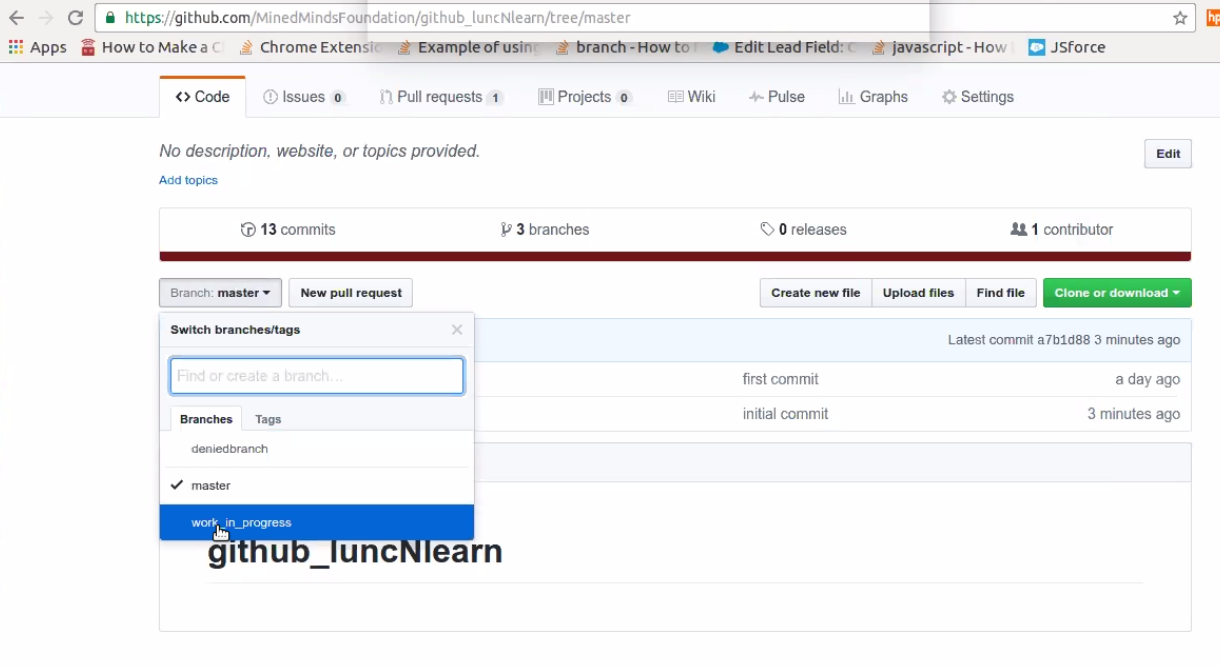 https://github.com/MinedMindsFoundation/github_luncNlearn/tree/master
Apps How to Make a C Chrome Extensio Example of using branch - How to Edit Lead Field: C javascript - How JSforce
<> Code Issues 0 Pull requests 1 Projects 0 Wiki Pulse Graphs Settings
No description, website, or topics provided. Edit
Add topics
13 commits 3 branches 0 releases 1 contributor
Branch: master New pull request Create new file Upload files Find file Clone or download
Switch branches/tags
Latest commit a7b1d88 3 minutes ago
Find or create a branch...
first commit a day ago
Branches Tags
initial commit 3 minutes ago
deniedbranch
master
work_in_progress
github_luncNlearn